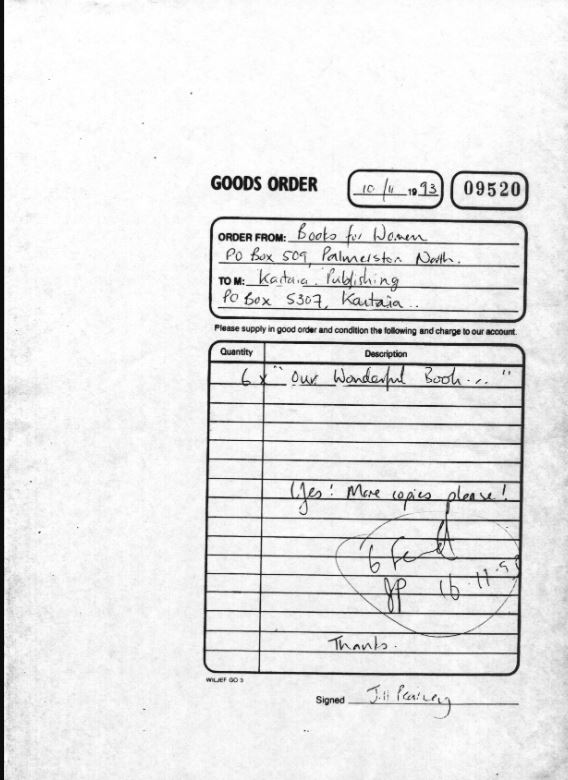 GOODS ORDER
10/11 1993
09520
ORDER FROM: Books for Women
PO Box 509, Palmerston North.
TO M: Kaitaia Publishing
PO Box 5307, Kaitaia..
Please supply in good order and condition the following and charge to our account.
Quantity Description
6 x "Our Wonderful Book..."
Yes! More copies please!
6
JP 16.11.93
Thanks.
WILJEF GO 3
Signed Jill